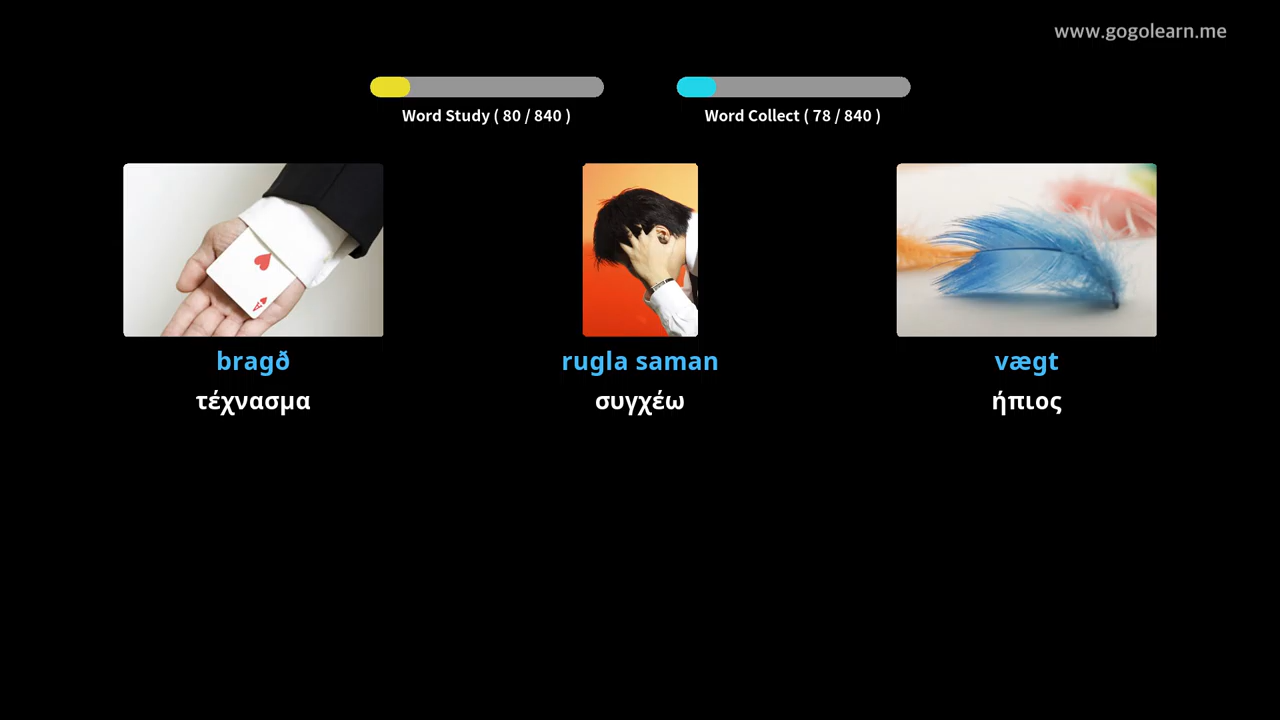 www.gogolearn.me
Word Study ( 80 / 840 )
Word Collect ( 78 / 840 )
bragð
rugla saman
vægt
τέχνασμα
συγχέω
ήπιος